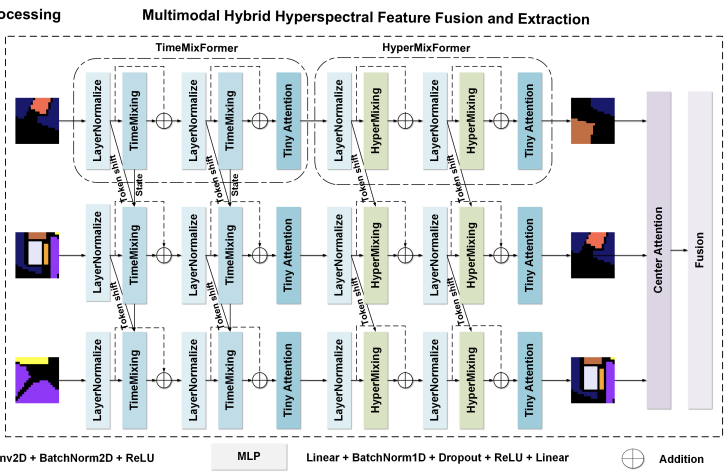 ocessing
Multimodal Hybrid Hyperspectral Feature Fusion and Extraction
TimeMixFormer
HyperMixFormer
LayerNormalize
TimeMixing
LayerNormalize
TimeMixing
Tiny Attention
LayerNormalize
HyperMixing
LayerNormalize
HyperMixing
Tiny Attention
Token shift
State
Token shift
State
Token shift
Token shift
LayerNormalize
TimeMixing
LayerNormalize
TimeMixing
Tiny Attention
LayerNormalize
HyperMixing
LayerNormalize
HyperMixing
Tiny Attention
Token shift
Token shift
Token shift
Token shift
LayerNormalize
TimeMixing
LayerNormalize
TimeMixing
Tiny Attention
LayerNormalize
HyperMixing
LayerNormalize
HyperMixing
Tiny Attention
Center Attention
Fusion
nv2D + BatchNorm2D + ReLU
MLP
Linear + BatchNorm1D + Dropout + ReLU + Linear
Addition